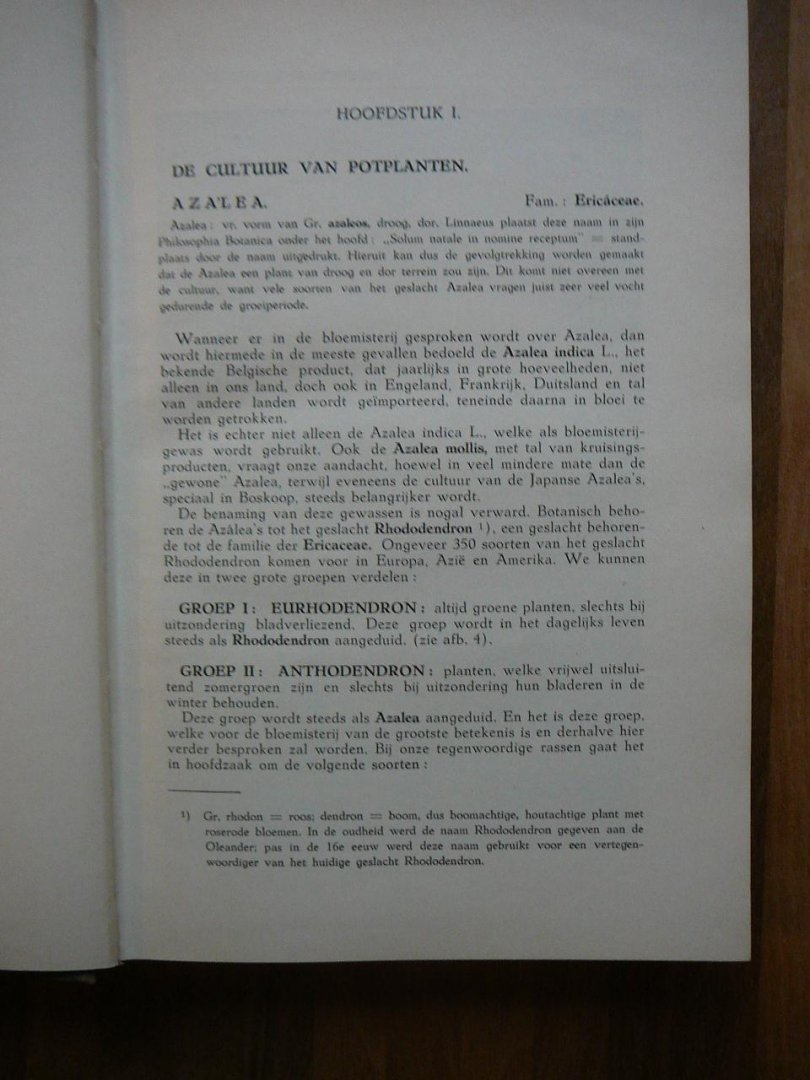 HOOFDSTUK I.
DE CULTUUR VAN POTPLANTEN.
AZA'LEA. Fam.: Ericáceae.
Azalea: vr. vorm van Gr. azaleos, droog, dor. Linnaeus plaatst deze naam in zijn
Philosophia Botanica onder het hoofd: „Solum natale in nomine receptum" = stand-
plaats door de naam uitgedrukt. Hieruit kan dus de gevolgtrekking worden gemaakt
dat de Azalea een plant van droog en dor terrein zou zijn. Dit komt niet overeen met
de cultuur, want vele soorten van het geslacht Azalea vragen juist zeer veel vocht
gedurende de groeiperiode.
Wanneer er in de bloemisterij gesproken wordt over Azalea, dan
wordt hiermede in de meeste gevallen bedoeld de Azalea indica L., het
bekende Belgische product, dat jaarlijks in grote hoeveelheden, niet
alleen in ons land, doch ook in Engeland, Frankrijk, Duitsland en tal
van andere landen wordt geïmporteerd, teneinde daarna in bloei te
worden getrokken.
Het is echter niet alleen de Azalea indica L., welke als bloemisterij-
gewas wordt gebruikt. Ook de Azalea mollis, met tal van kruisings-
producten, vraagt onze aandacht, hoewel in veel mindere mate dan de
„gewone" Azalea, terwijl eveneens de cultuur van de Japanse Azalea's,
speciaal in Boskoop, steeds belangrijker wordt.
De benaming van deze gewassen is nogal verward. Botanisch beho-
ren de Azálea's tot het geslacht Rhododendron ¹), een geslacht behoren-
de tot de familie der Ericaceae. Ongeveer 350 soorten van het geslacht
Rhododendron komen voor in Europa, Azië en Amerika. We kunnen
deze in twee grote groepen verdelen:
GROEP I: EURHODENDRON: altijd groene planten, slechts bij
uitzondering bladverliezend. Deze groep wordt in het dagelijks leven
steeds als Rhododendron aangeduid. (zie afb. 4).
GROEP II: ANTHODENDRON: planten, welke vrijwel uitslui-
tend zomergroen zijn en slechts bij uitzondering hun bladeren in de
winter behouden.
Deze groep wordt steeds als Azalea aangeduid. En het is deze groep,
welke voor de bloemisterij van de grootste betekenis is en derhalve hier
verder besproken zal worden. Bij onze tegenwoordige rassen gaat het
in hoofdzaak om de volgende soorten:
¹) Gr. rhodon = roos; dendron = boom, dus boomachtige, houtachtige plant met
roserode bloemen. In de oudheid werd de naam Rhododendron gegeven aan de
Oleander; pas in de 16e eeuw werd deze naam gebruikt voor een vertegen-
woordiger van het huidige geslacht Rhododendron.